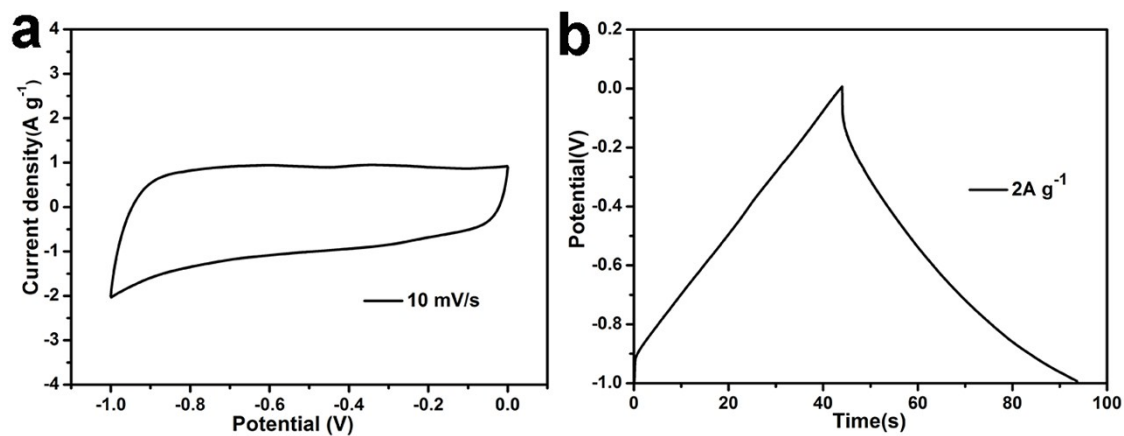 a
4
3
2
1
0
-1
-2
-3
-4
Current density(A g⁻¹)
10 mV/s
-1.0 -0.8 -0.6 -0.4 -0.2 0.0
Potential (V)
b
0.2
0.0
-0.2
-0.4
-0.6
-0.8
-1.0
Potential(V)
2A g⁻¹
0 20 40 60 80 100
Time(s)